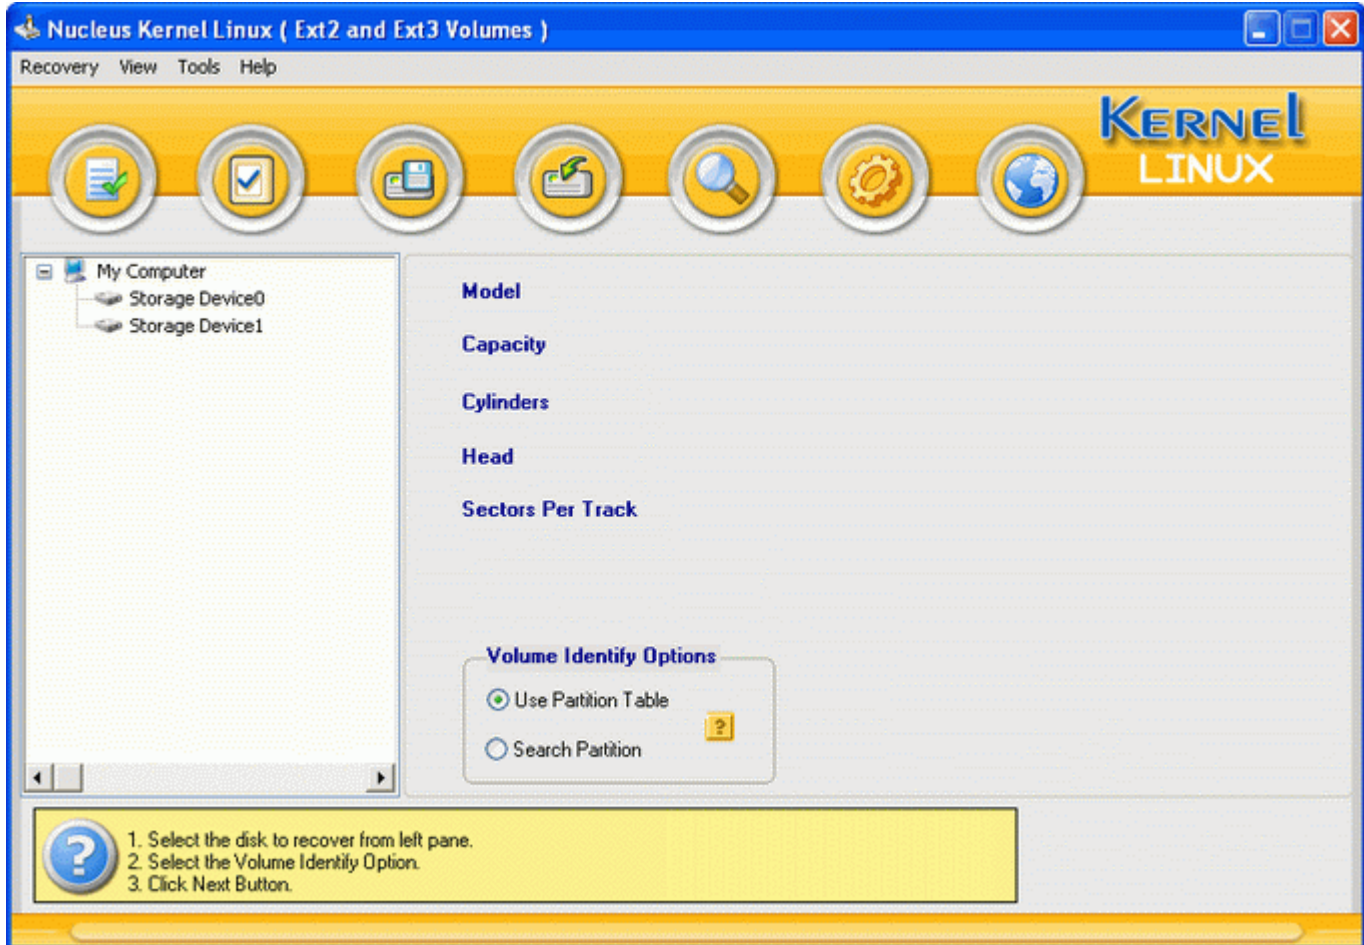 Nucleus Kernel Linux ( Ext2 and Ext3 Volumes )
Recovery View Tools Help
KERNEL
LINUX
My Computer
Storage Device0
Storage Device1
Model
Capacity
Cylinders
Head
Sectors Per Track
Volume Identify Options
Use Partition Table
?
Search Partition
?
1. Select the disk to recover from left pane.
2. Select the Volume Identify Option.
3. Click Next Button.